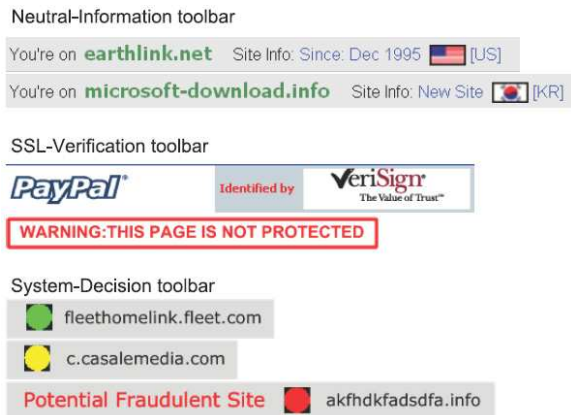 Neutral-Information toolbar
You're on earthlink.net Site Info: Since: Dec 1995 [US]
You're on microsoft-download.info Site Info: New Site [KR]
SSL-Verification toolbar
PayPal Identified by VeriSign The Value of Trust℠
WARNING:THIS PAGE IS NOT PROTECTED
System-Decision toolbar
fleethomelink.fleet.com
c.casalemedia.com
Potential Fraudulent Site akfhdkfadsdfa.info